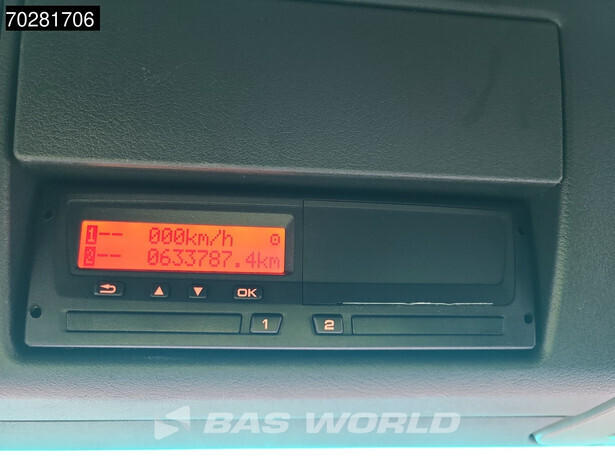 70281706
1 -- 000km/h
2 -- 0633787.4km
OK
1 2
BAS WORLD